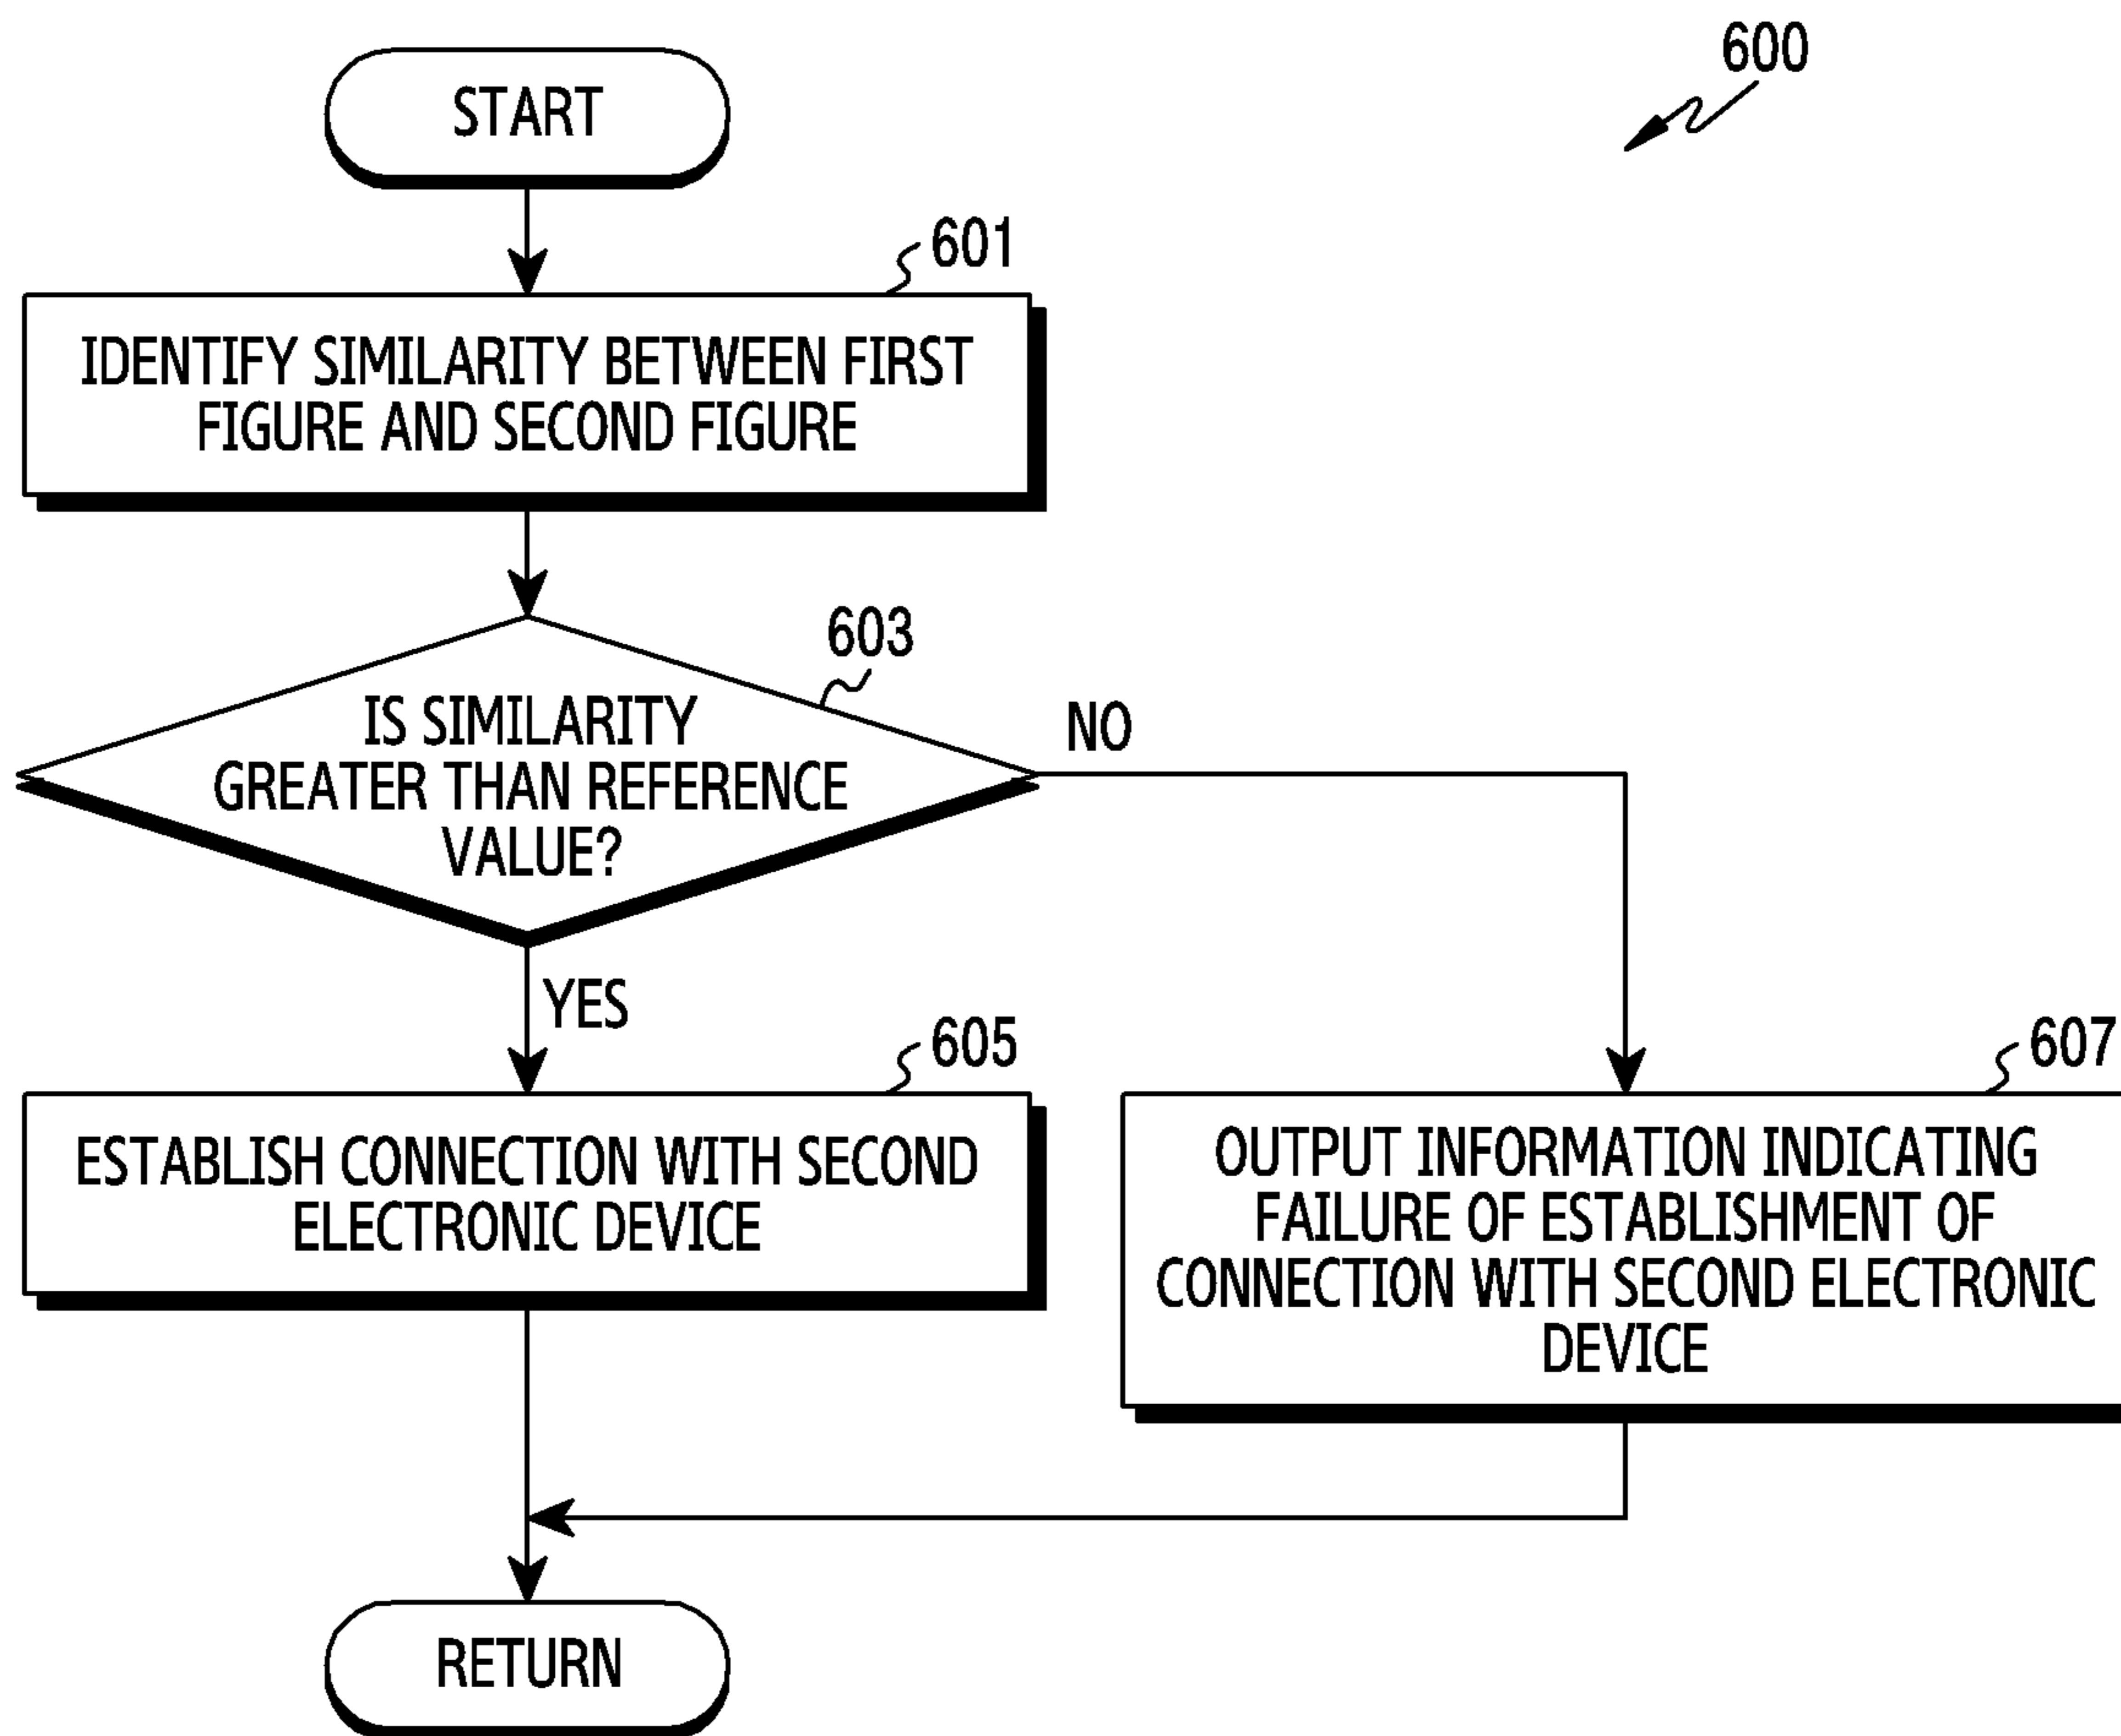 600
START
601
IDENTIFY SIMILARITY BETWEEN FIRST
FIGURE AND SECOND FIGURE
603
IS SIMILARITY
GREATER THAN REFERENCE
VALUE?
NO
YES
605
ESTABLISH CONNECTION WITH SECOND
ELECTRONIC DEVICE
607
OUTPUT INFORMATION INDICATING
FAILURE OF ESTABLISHMENT OF
CONNECTION WITH SECOND ELECTRONIC
DEVICE
RETURN